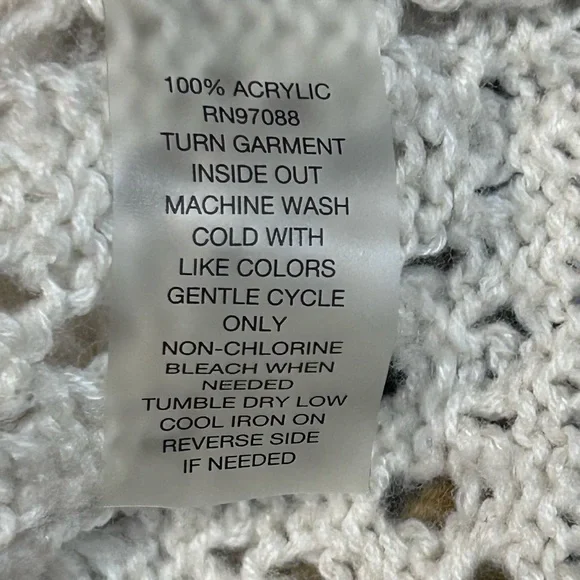 100% ACRYLIC
RN97088
TURN GARMENT
INSIDE OUT
MACHINE WASH
COLD WITH
LIKE COLORS
GENTLE CYCLE
ONLY
NON-CHLORINE
BLEACH WHEN
NEEDED
TUMBLE DRY LOW
COOL IRON ON
REVERSE SIDE
IF NEEDED